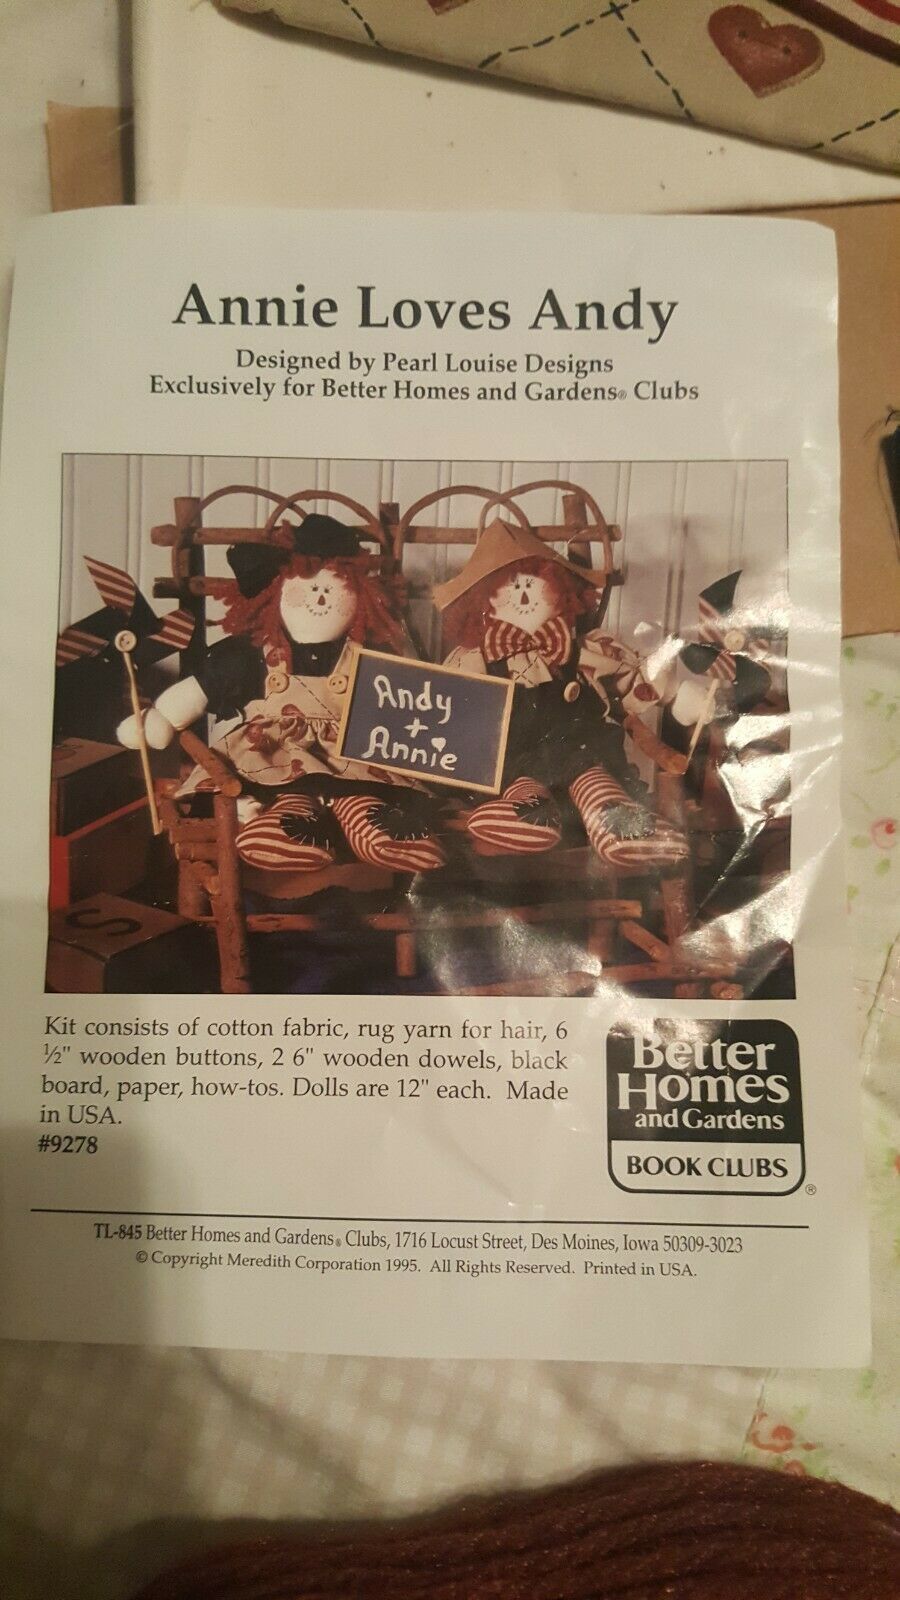 Annie Loves Andy
Designed by Pearl Louise Designs
Exclusively for Better Homes and Gardens® Clubs
Andy
+
Annie
S
Kit consists of cotton fabric, rug yarn for hair, 6
½" wooden buttons, 2 6" wooden dowels, black
board, paper, how-tos. Dolls are 12" each. Made
in USA.
#9278
Better
Homes
and Gardens
BOOK CLUBS
®
TL-845 Better Homes and Gardens® Clubs, 1716 Locust Street, Des Moines, Iowa 50309-3023
© Copyright Meredith Corporation 1995. All Rights Reserved. Printed in USA.